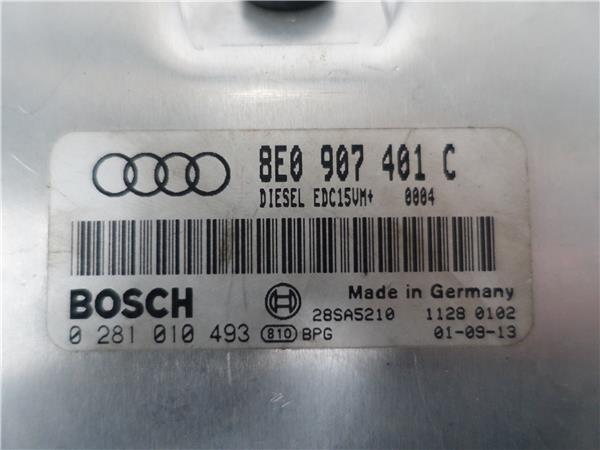 8E0 907 401 C
DIESEL EDC15VM+ 0004
BOSCH
Made in Germany
28SA5210 1128 0102
0 281 010 493 810 BPG 01-09-13